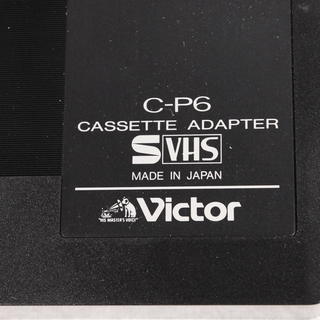 C-P6
CASSETTE ADAPTER
S VHS
MADE IN JAPAN
"HIS MASTER'S VOICE" Victor